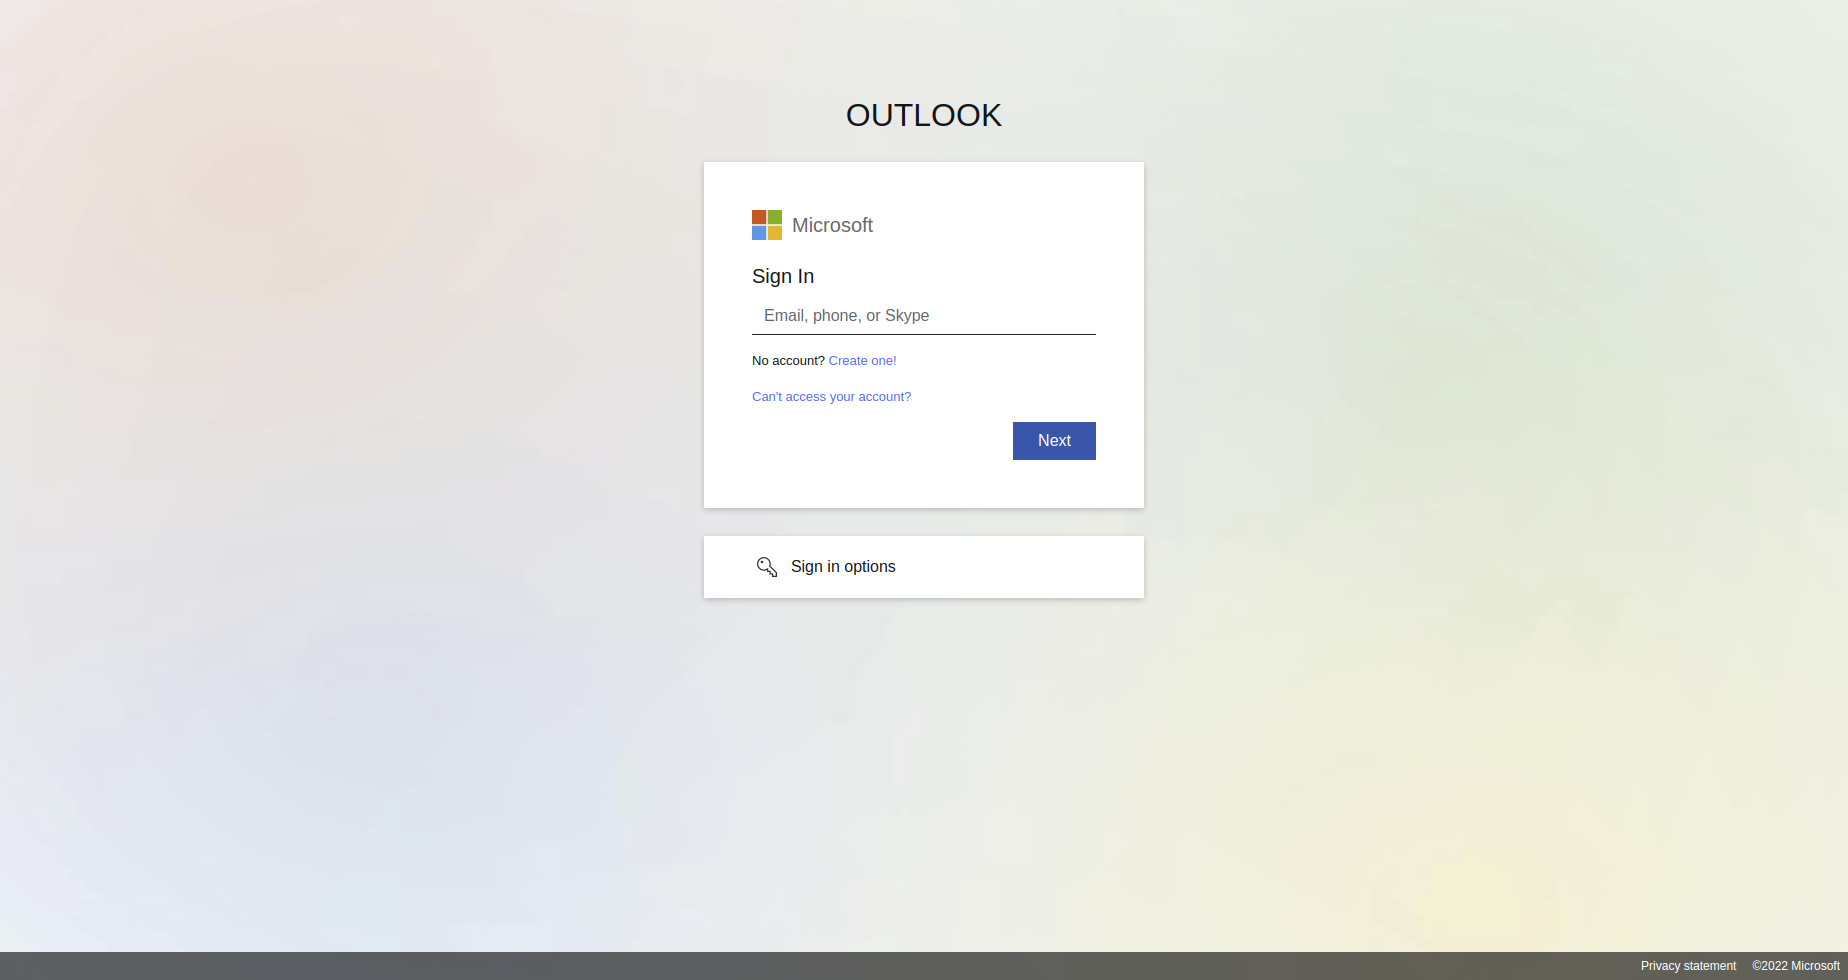 OUTLOOK
Microsoft
Sign In
Email, phone, or Skype
No account? Create one!
Can't access your account?
Next
Sign in options
Privacy statement ©2022 Microsoft